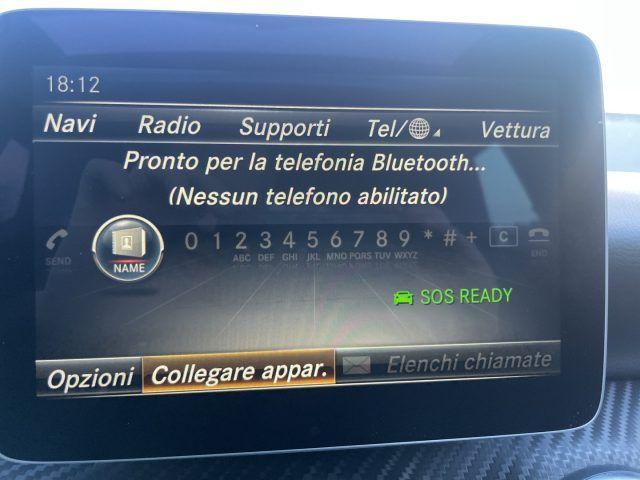 18:12
Navi Radio Supporti Tel/ Vettura
Pronto per la telefonia Bluetooth...
(Nessun telefono abilitato)
SEND NAME 0 1 2 3 4 5 6 7 8 9 * # + C END
ABC DEF GHI JKL MNO PQRS TUV WXYZ
SOS READY
Opzioni Collegare appar. Elenchi chiamate